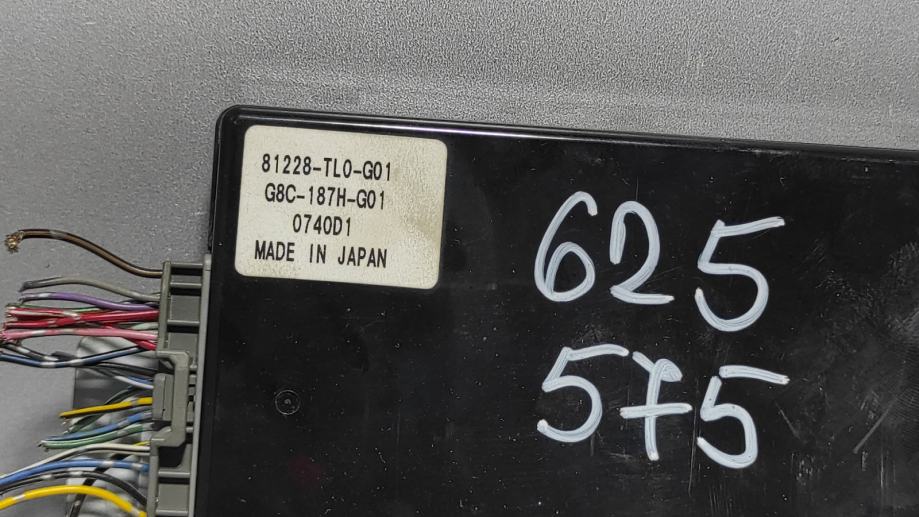 81228-TL0-G01
G8C-187H-G01
0740D1
MADE IN JAPAN
625
575